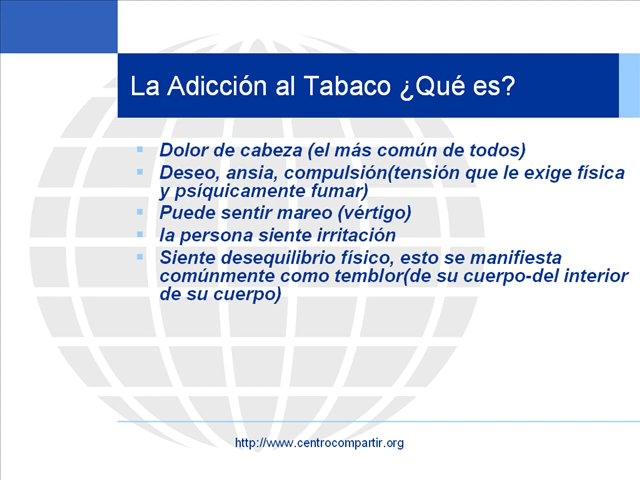 La Adicción al Tabaco ¿Qué es?
Dolor de cabeza (el más común de todos)
Deseo, ansia, compulsión(tensión que le exige física
y psíquicamente fumar)
Puede sentir mareo (vértigo)
la persona siente irritación
Siente desequilibrio físico, esto se manifiesta
comúnmente como temblor(de su cuerpo-del interior
de su cuerpo)
http://www.centrocompartir.org